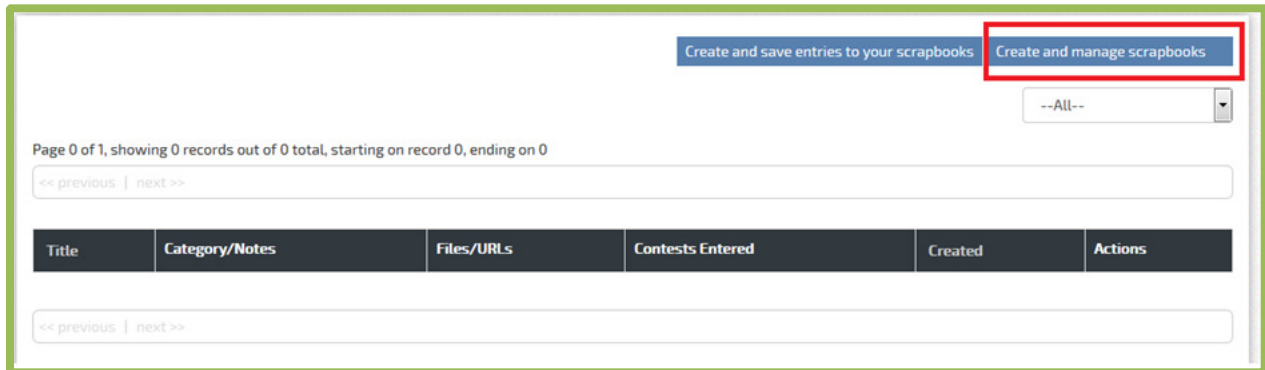 Create and save entries to your scrapbooks Create and manage scrapbooks
--All--
Page 0 of 1, showing 0 records out of 0 total, starting on record 0, ending on 0
<< previous | next >>
Title Category/Notes Files/URLs Contests Entered Created Actions
<< previous | next >>